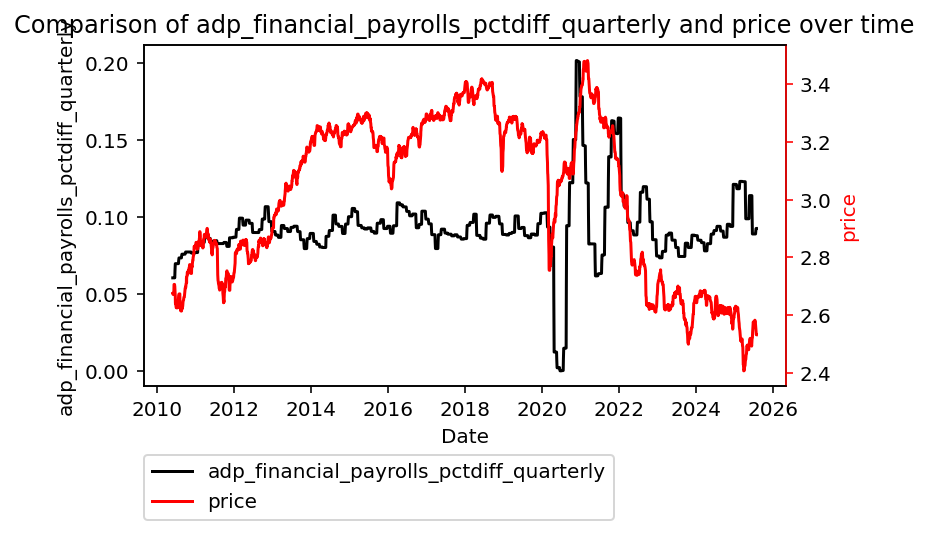 Comparison of adp_financial_payrolls_pctdiff_quarterly and price over time
adp_financial_payrolls_pctdiff_quarterly
0.20
0.15
0.10
0.05
0.00
3.4
3.2
3.0
2.8
2.6
2.4
price
2010 2012 2014 2016 2018 2020 2022 2024 2026
Date
adp_financial_payrolls_pctdiff_quarterly
price